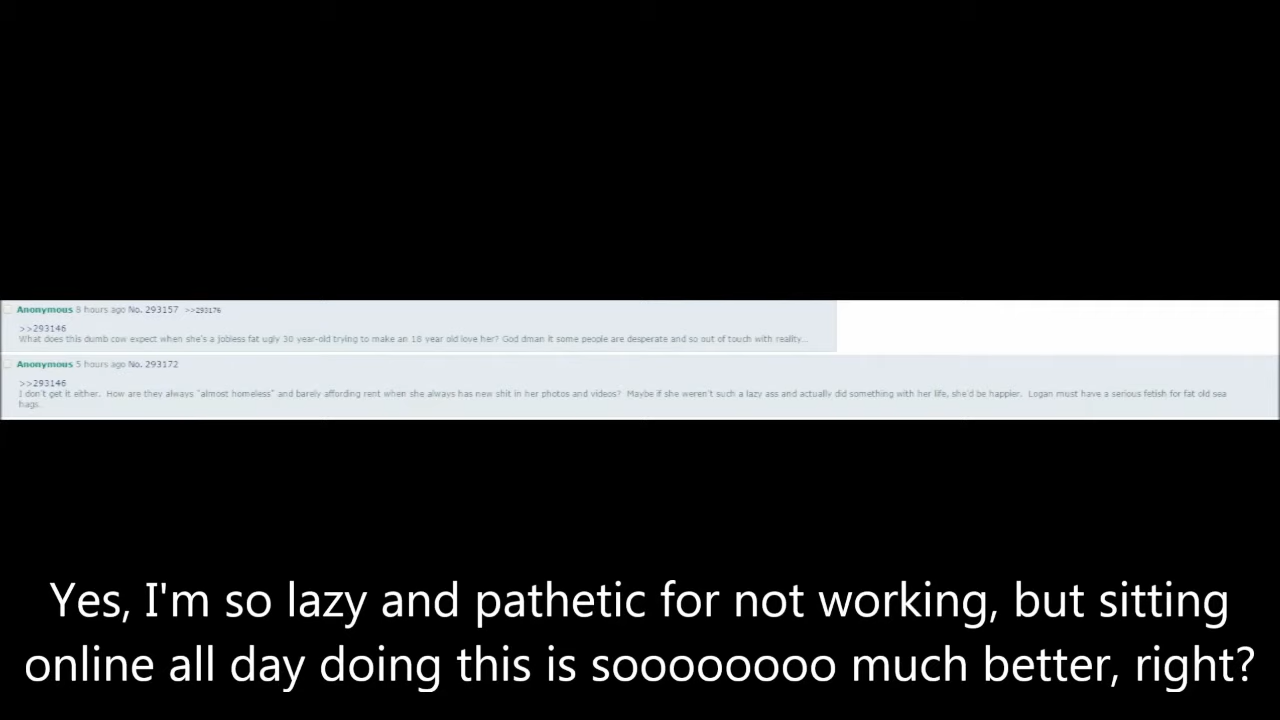 Anonymous 8 hours ago No. 293157 >>293176
>>293146
What does this dumb cow expect when she's a jobless fat ugly 30 year-old trying to make an 18 year old love her? God dman it some people are desperate and so out of touch with reality...
Anonymous 5 hours ago No. 293172
>>293146
I don't get it either. How are they always "almost homeless" and barely affording rent when she always has new shit in her photos and videos? Maybe if she weren't such a lazy ass and actually did something with her life, she'd be happier. Logan must have a serious fetish for fat old sea
hags.
Yes, I'm so lazy and pathetic for not working, but sitting
online all day doing this is soooooooo much better, right?